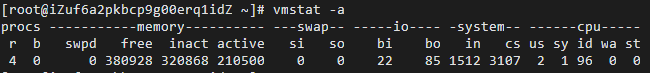 [root@iZuf6a2pkbcp9g00erq1idZ ~]# vmstat -a
procs -----------memory---------- ---swap-- -----io---- -system-- ------cpu-----
 r  b   swpd   free  inact active   si   so    bi    bo   in   cs us sy id wa st
 0  0      0 380928 320868 210500    0    0    22    85 1512 3107  2  1 96  0  0